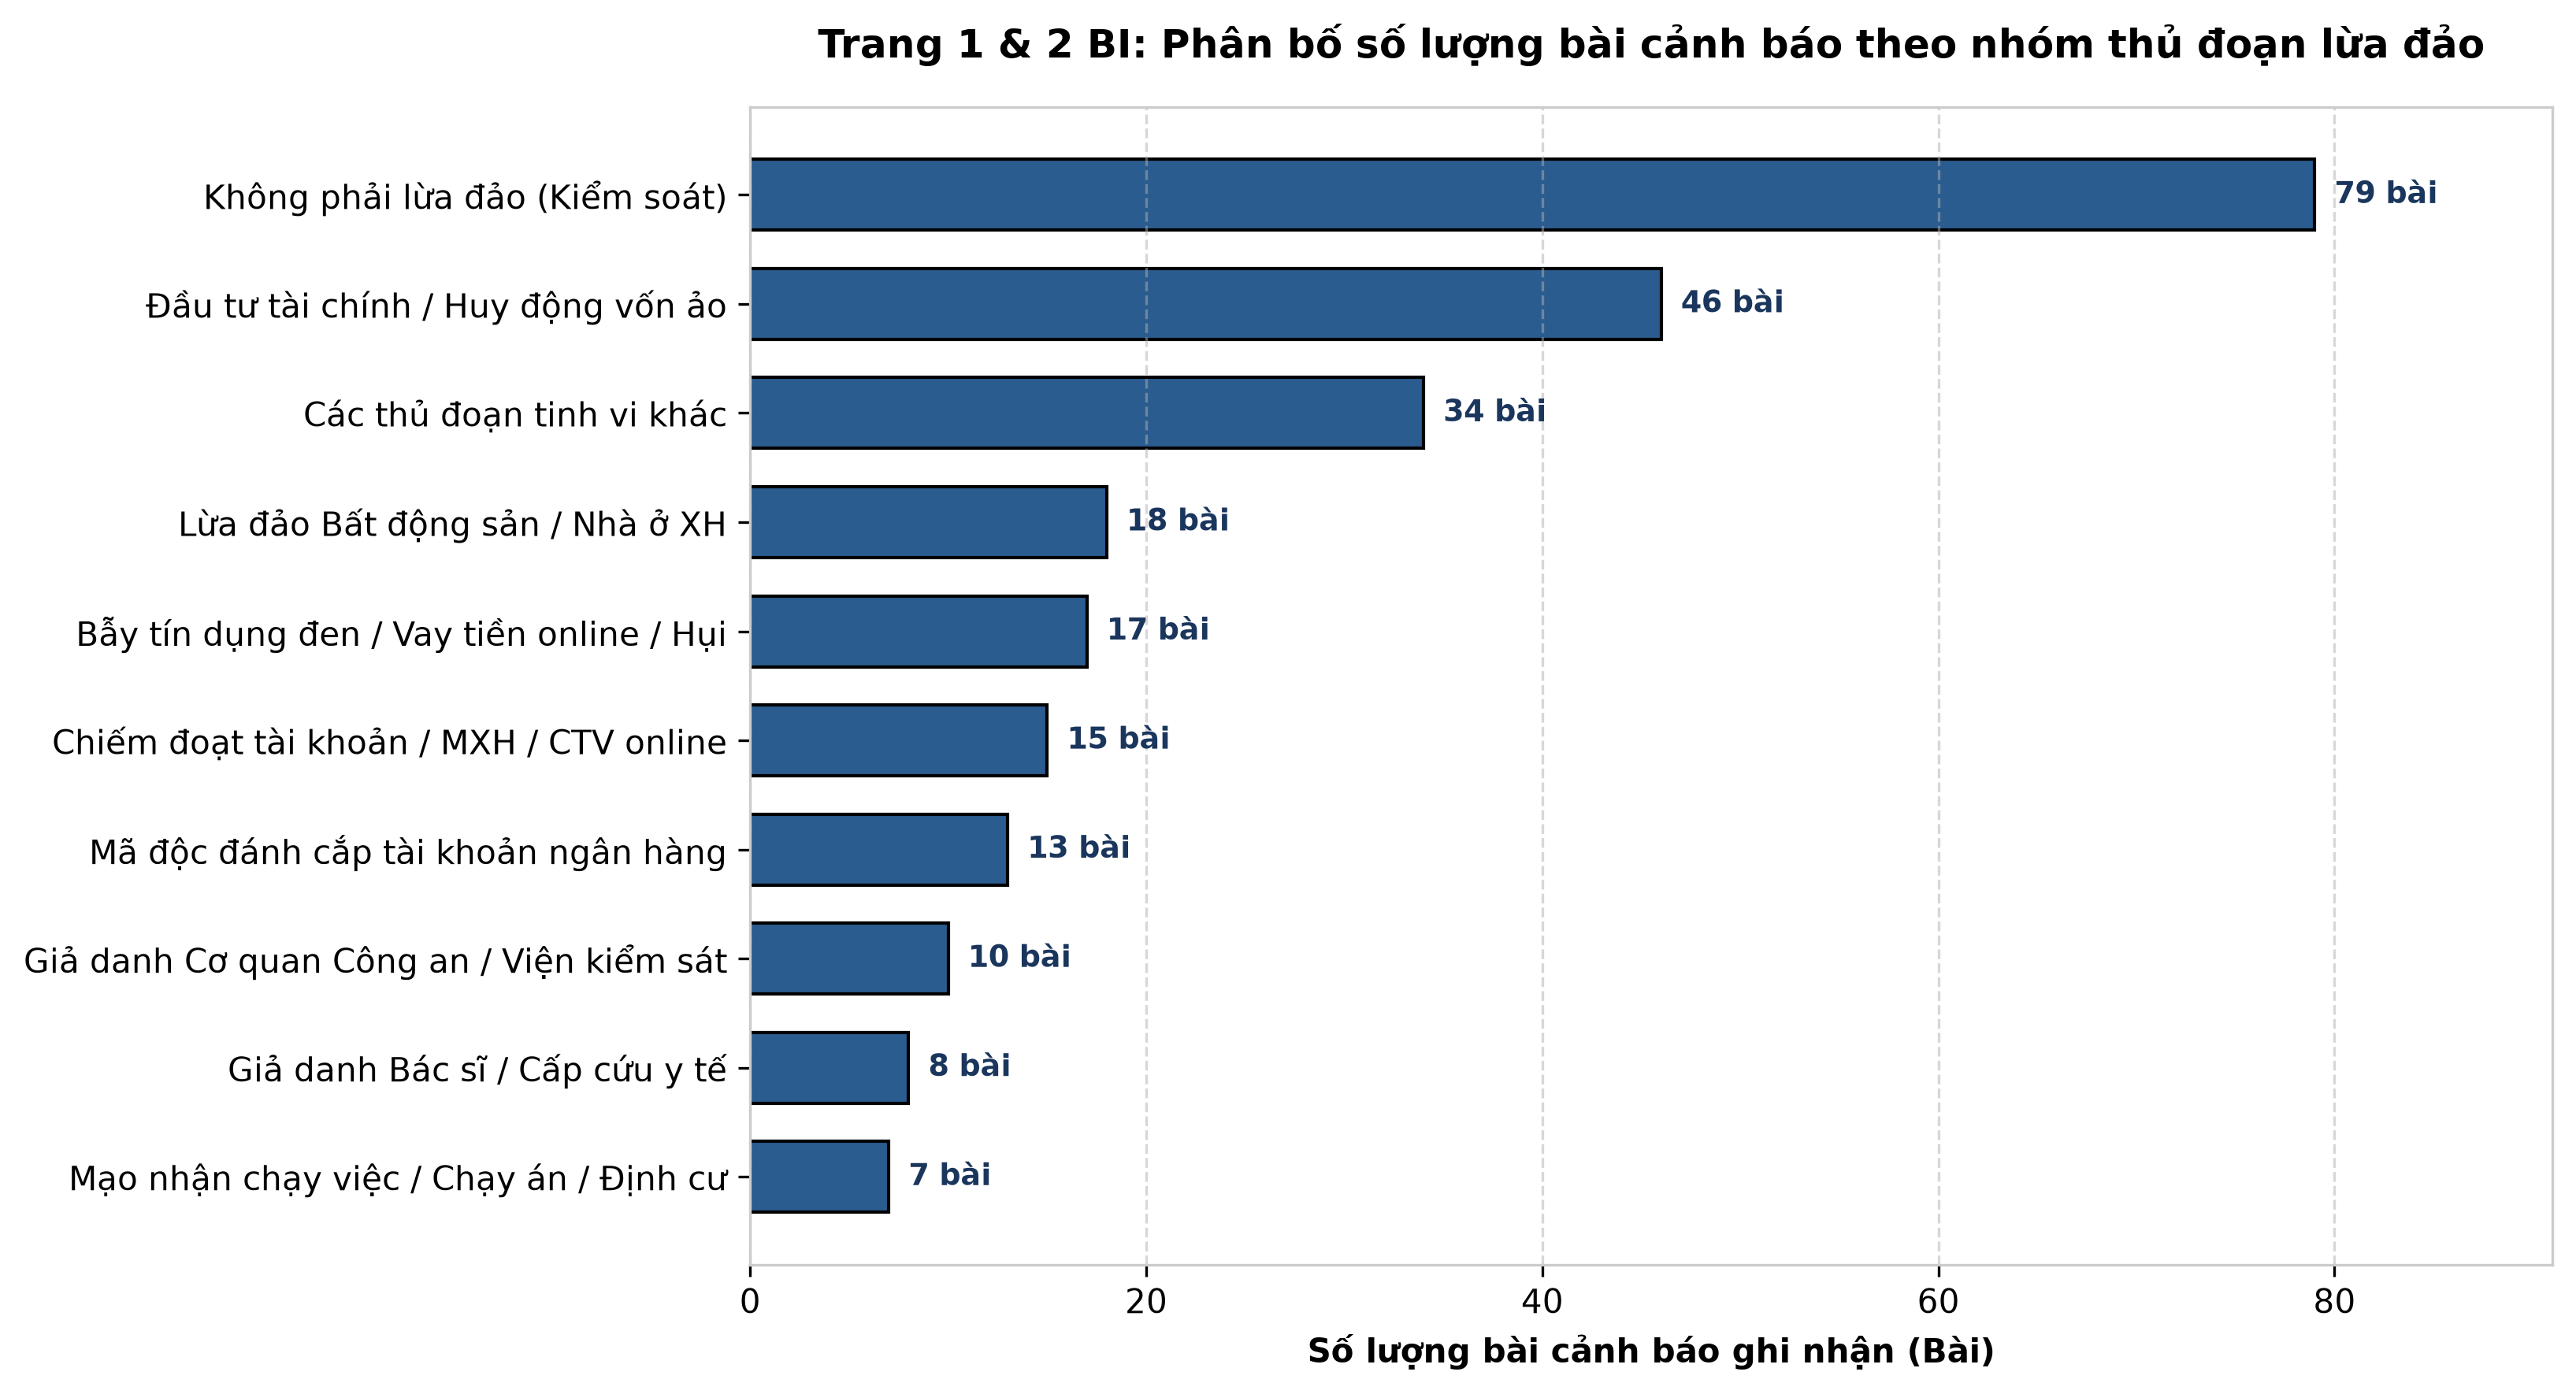 Trang 1 & 2 BI: Phân bố số lượng bài cảnh báo theo nhóm thủ đoạn lừa đảo
Không phải lừa đảo (Kiểm soát) 79 bài
Đầu tư tài chính / Huy động vốn ảo 46 bài
Các thủ đoạn tinh vi khác 34 bài
Lừa đảo Bất động sản / Nhà ở XH 18 bài
Bẫy tín dụng đen / Vay tiền online / Hụi 17 bài
Chiếm đoạt tài khoản / MXH / CTV online 15 bài
Mã độc đánh cắp tài khoản ngân hàng 13 bài
Giả danh Cơ quan Công an / Viện kiểm sát 10 bài
Giả danh Bác sĩ / Cấp cứu y tế 8 bài
Mạo nhận chạy việc / Chạy án / Định cư 7 bài
0 20 40 60 80
Số lượng bài cảnh báo ghi nhận (Bài)